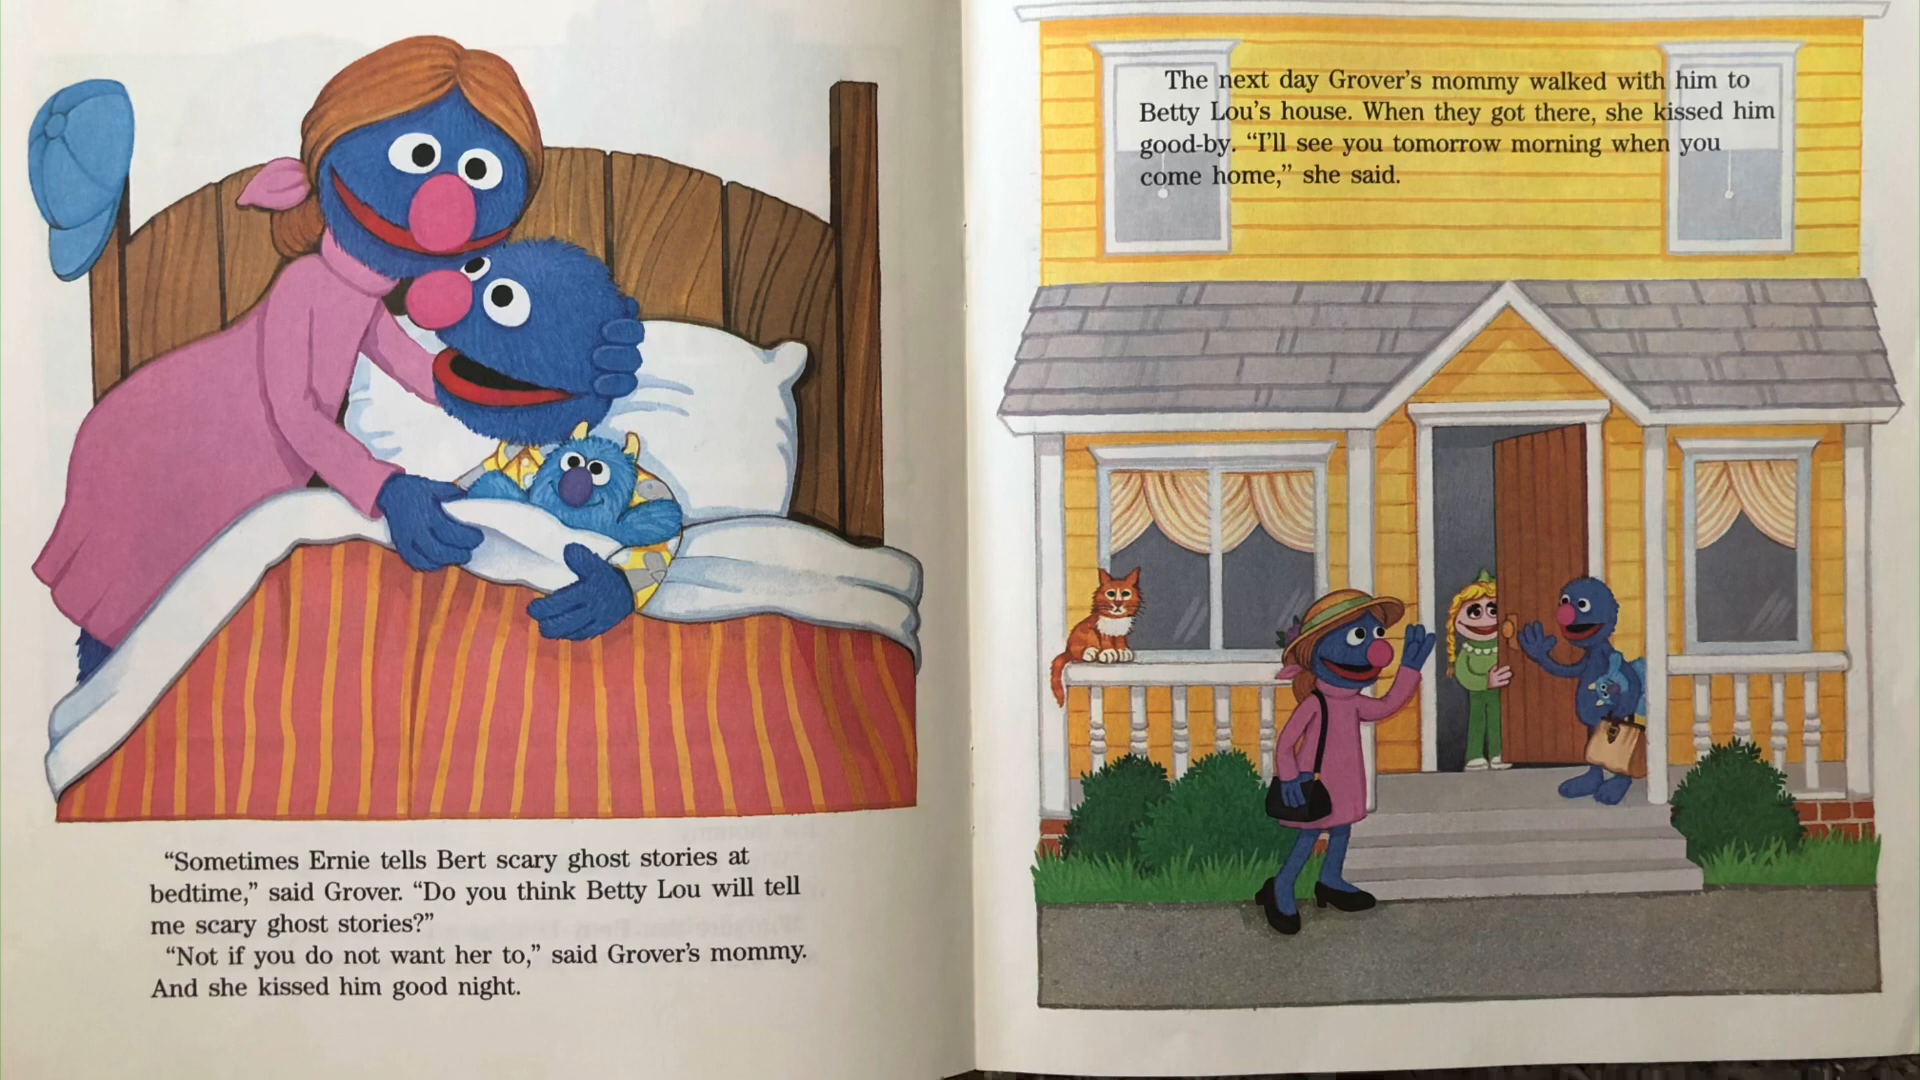 “Sometimes Ernie tells Bert scary ghost stories at
bedtime,” said Grover. “Do you think Betty Lou will tell
me scary ghost stories?”
“Not if you do not want her to,” said Grover’s mommy.
And she kissed him good night.
The next day Grover’s mommy walked with him to
Betty Lou’s house. When they got there, she kissed him
good-by. “I’ll see you tomorrow morning when you
come home,” she said.